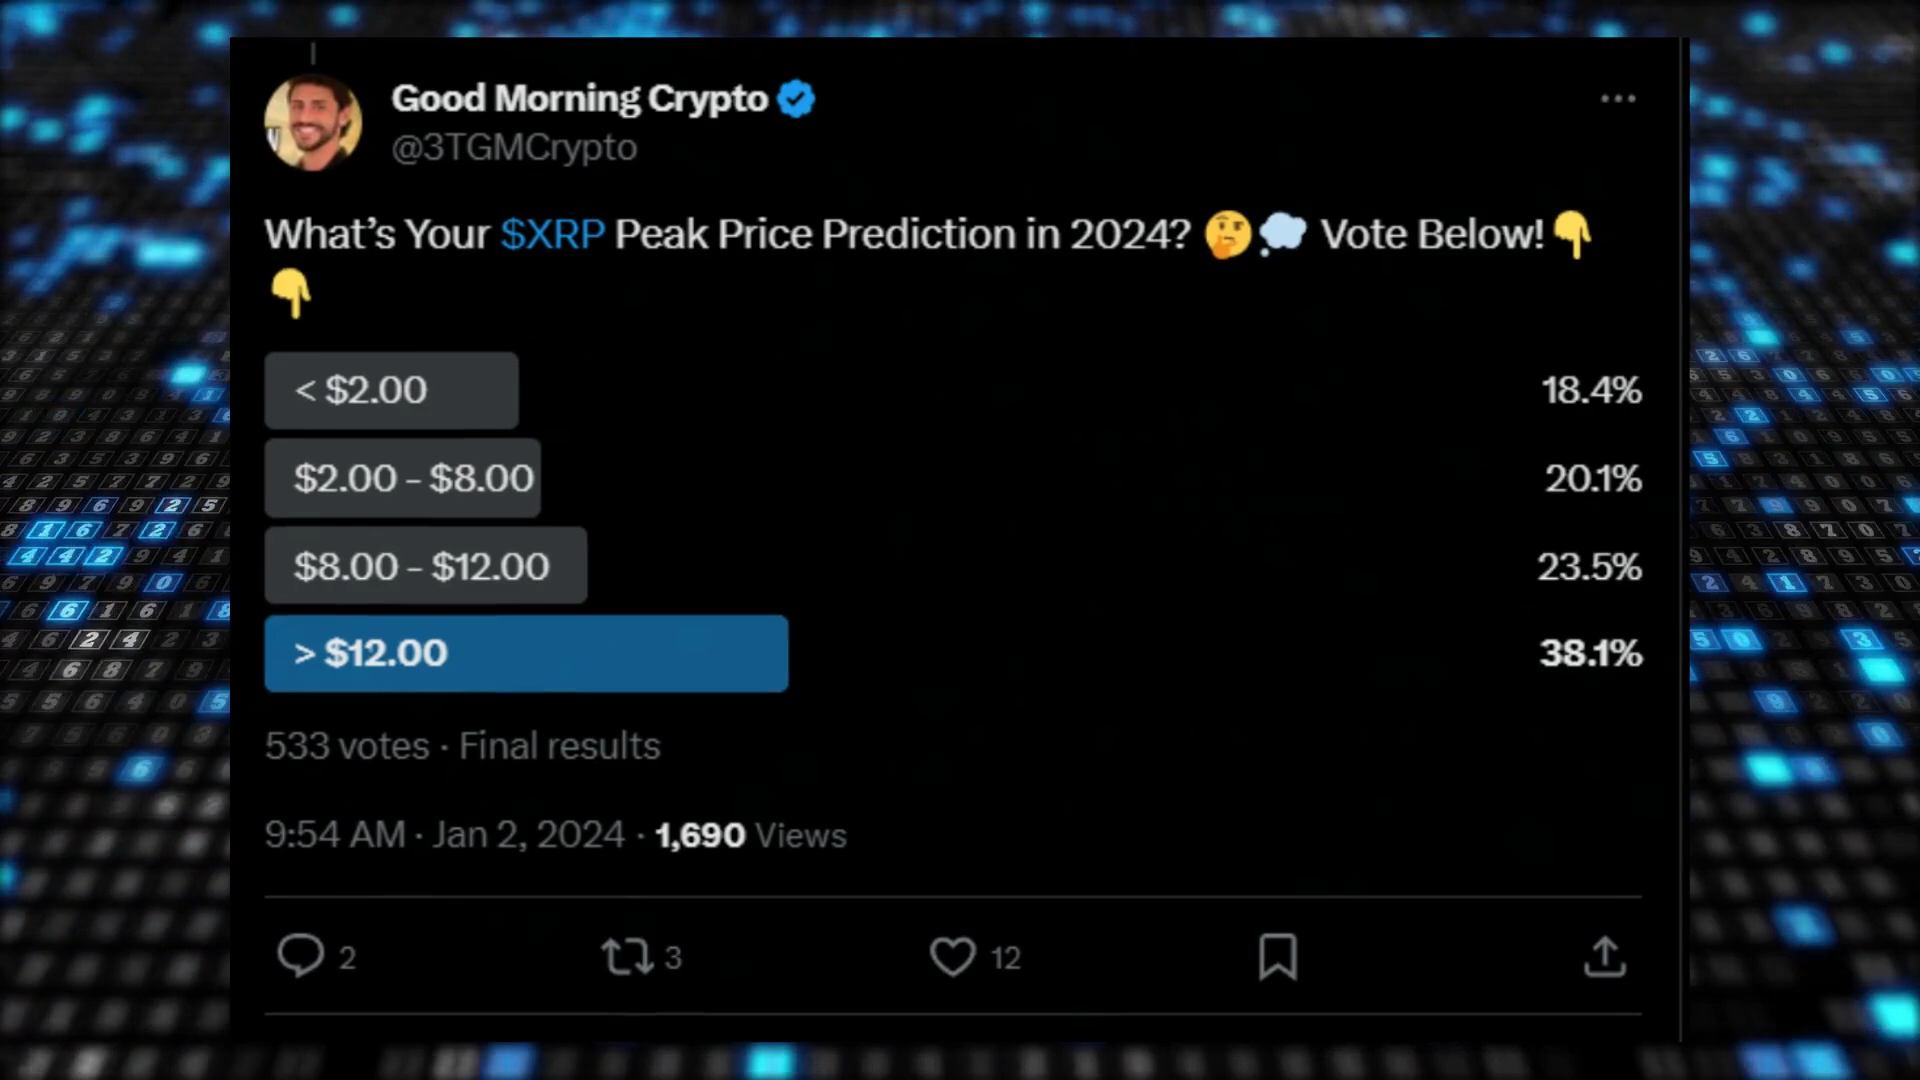 Good Morning Crypto
@3TGMCrypto
What's Your $XRP Peak Price Prediction in 2024? 🤔💭 Vote Below!👇
👇
< $2.00 18.4%
$2.00 - $8.00 20.1%
$8.00 - $12.00 23.5%
> $12.00 38.1%
533 votes · Final results
9:54 AM · Jan 2, 2024 · 1,690 Views
2 3 12